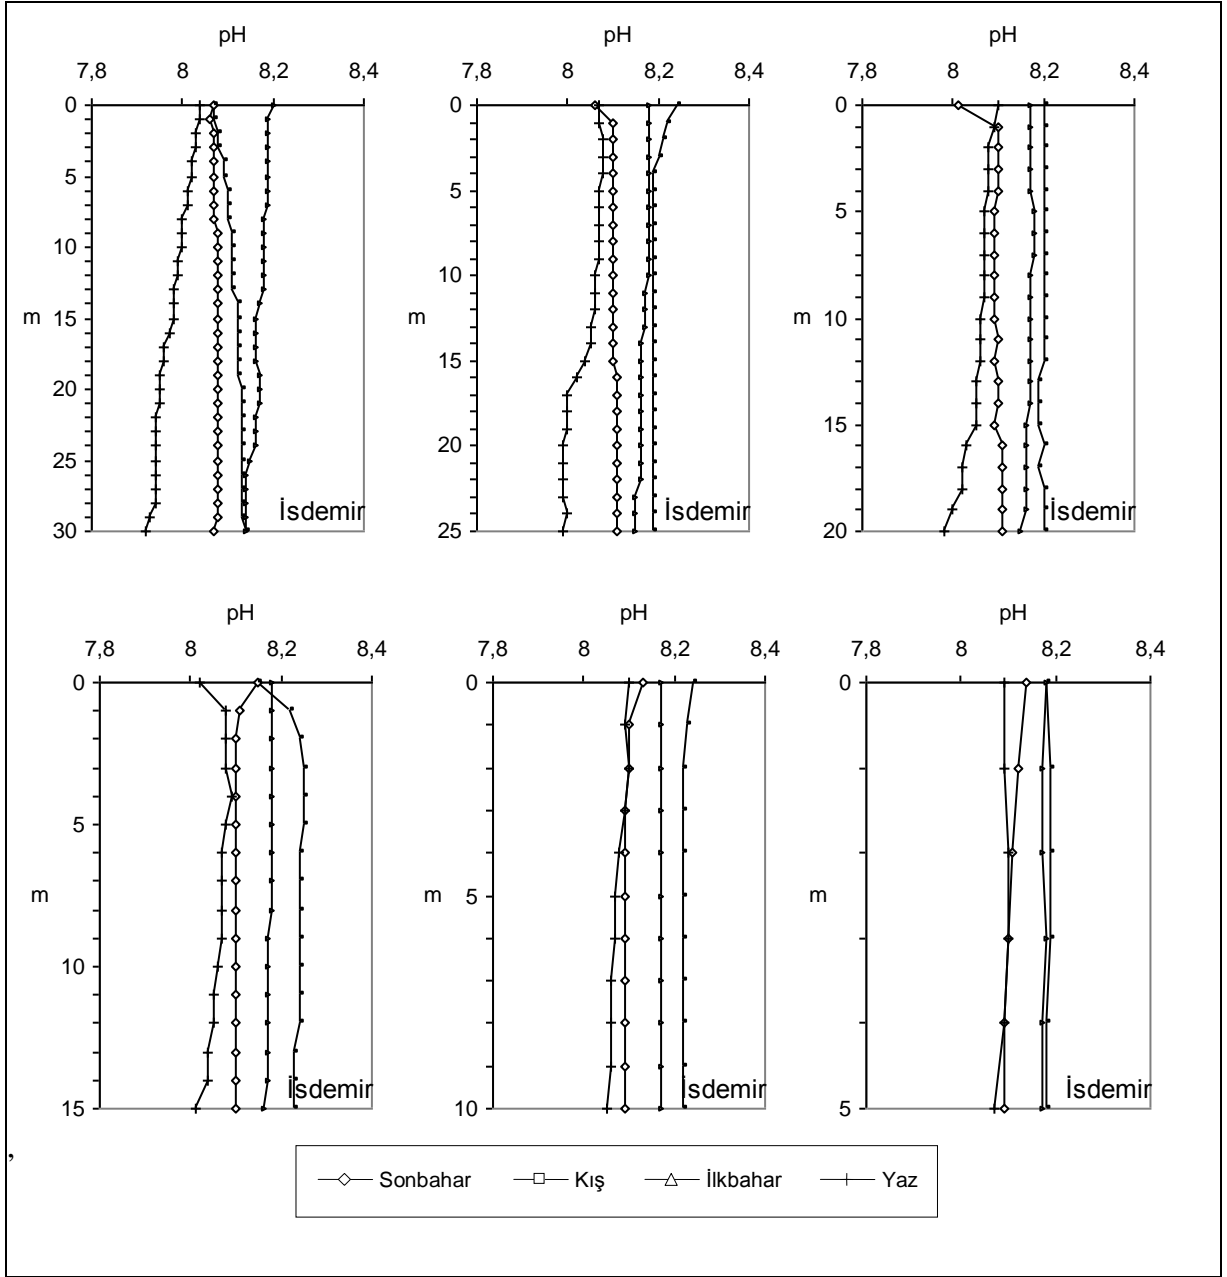 pH pH pH
7,8 8 8,2 8,4 7,8 8 8,2 8,4 7,8 8 8,2 8,4
0 0 0
5 5 5
10 10
m 15 m 15 m 10
20
25 20 15
30 İsdemir 25 İsdemir 20 İsdemir
pH pH pH
7,8 8 8,2 8,4 7,8 8 8,2 8,4 7,8 8 8,2 8,4
0 0 0
5
m m 5 m
10
15 İsdemir 10 İsdemir 5 İsdemir
,
Sonbahar Kış İlkbahar Yaz